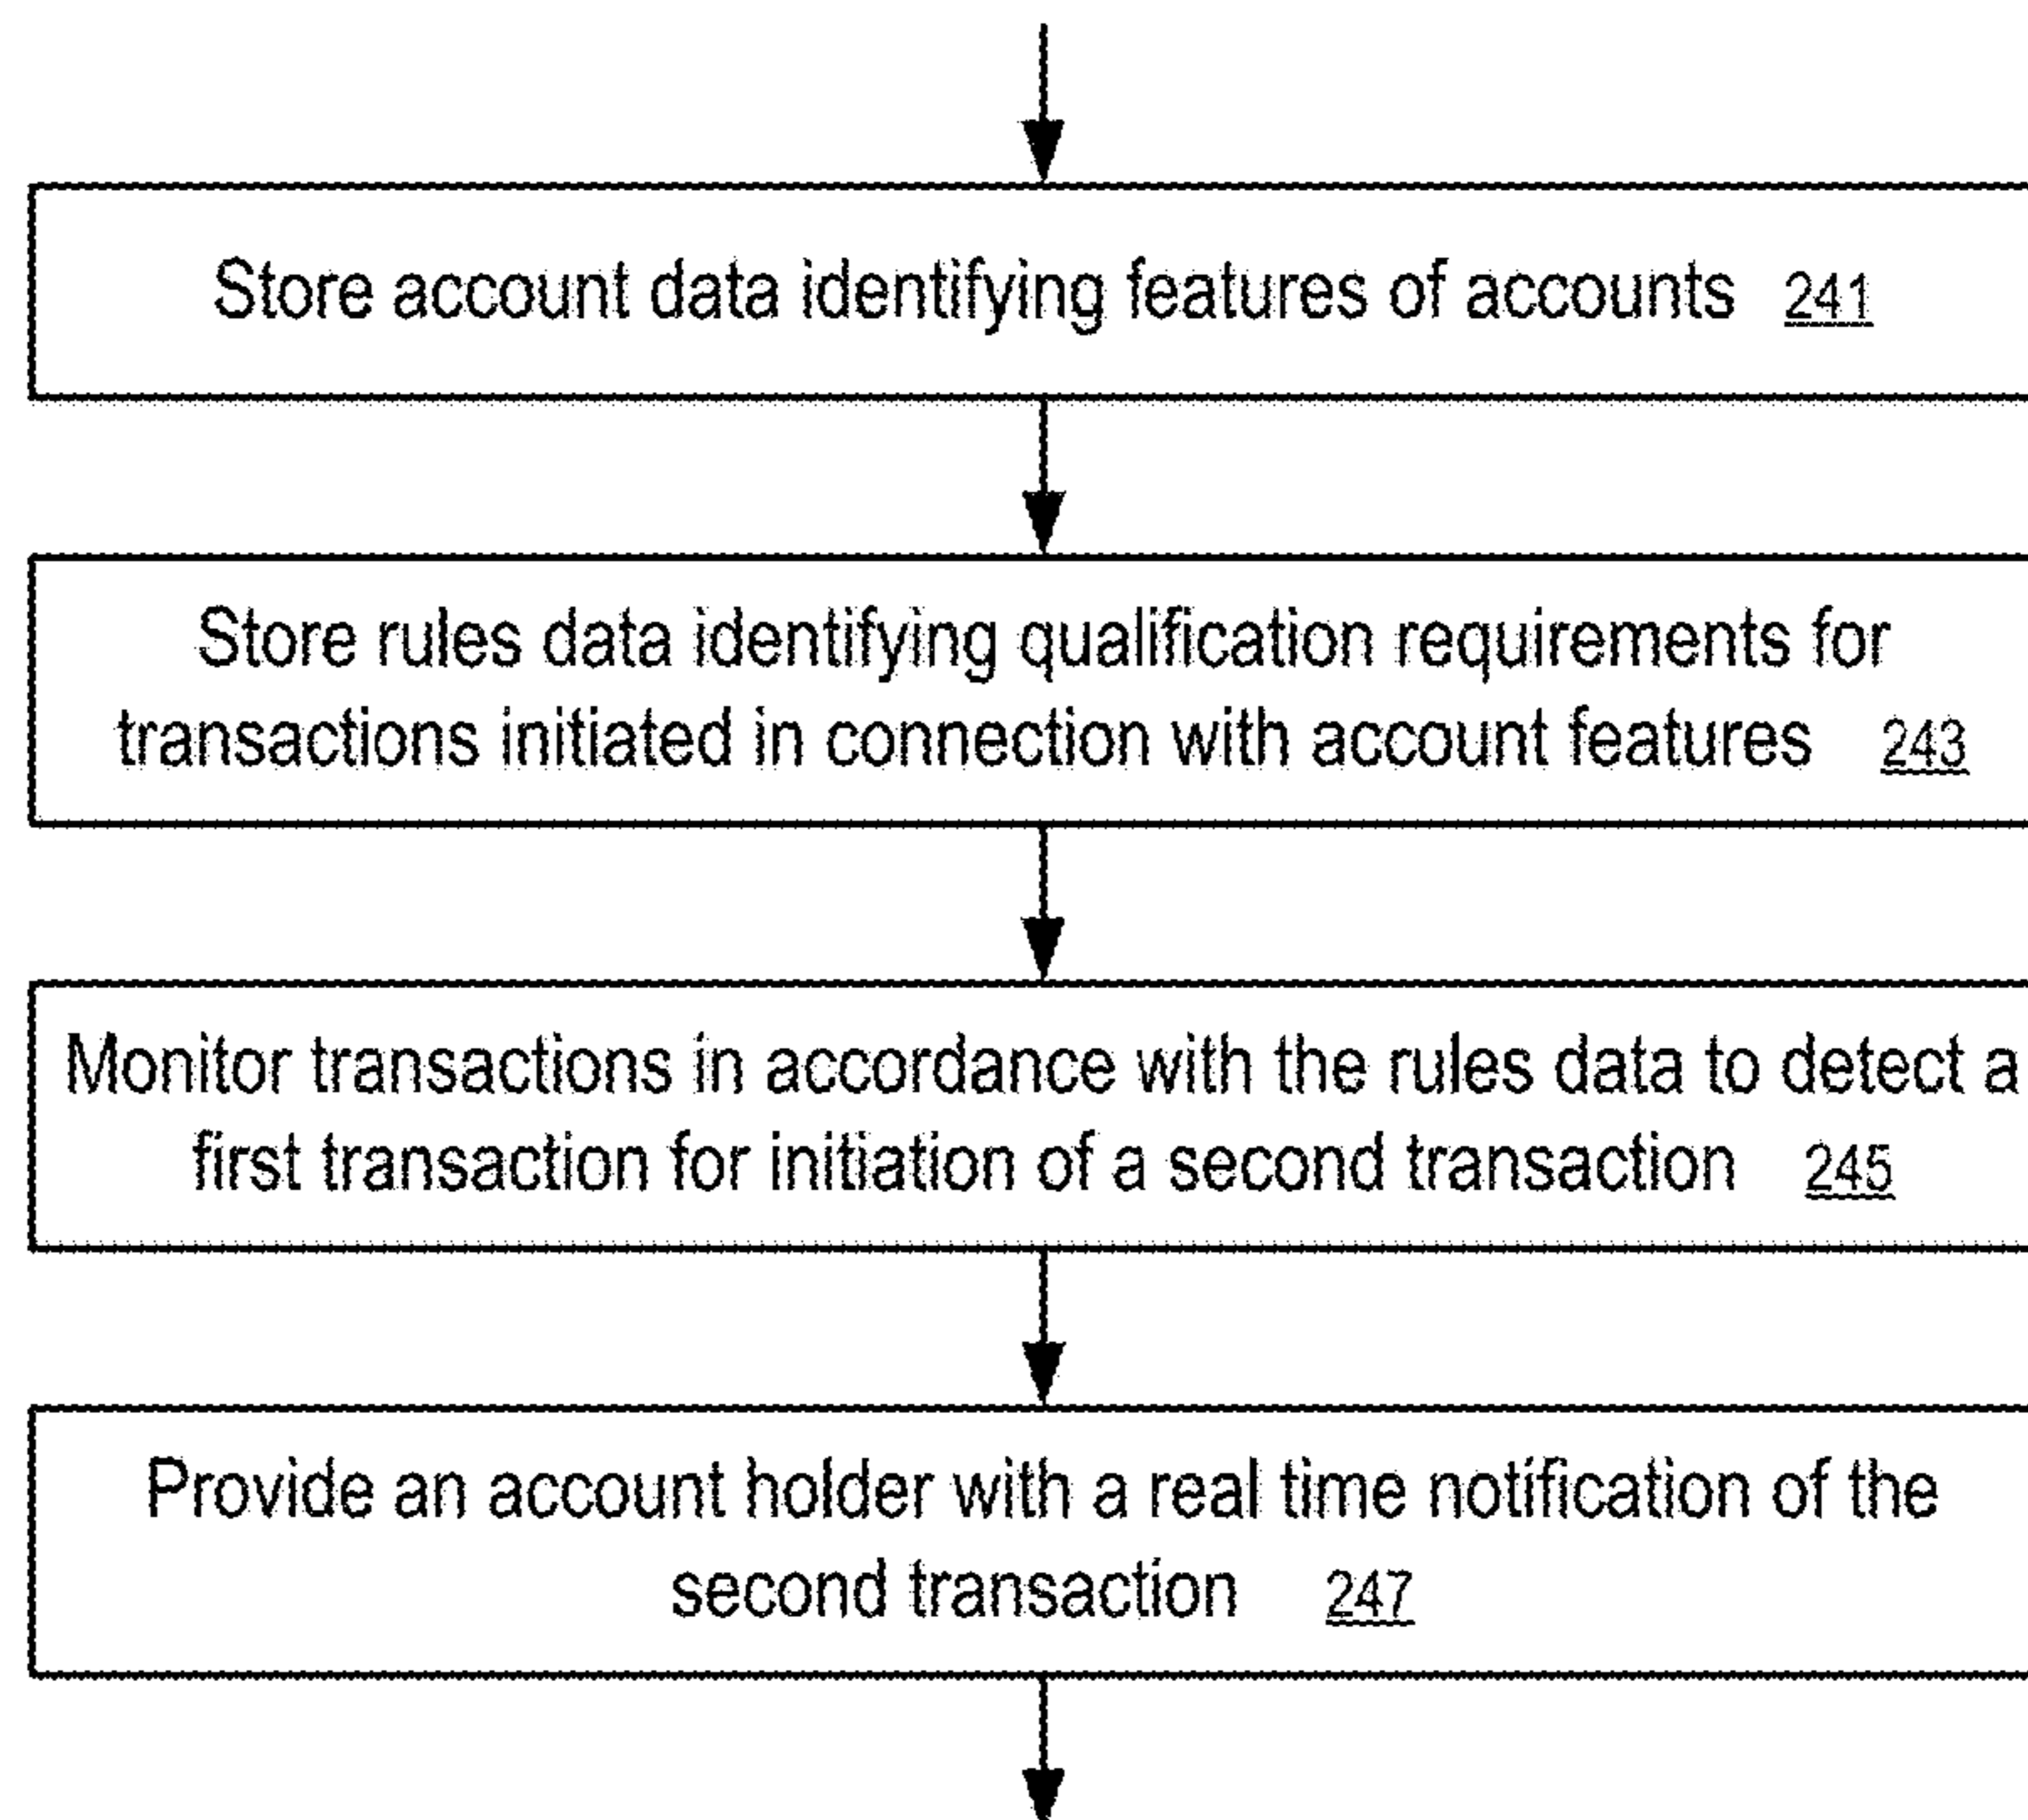 Store account data identifying features of accounts 241
Store rules data identifying qualification requirements for
transactions initiated in connection with account features 243
Monitor transactions in accordance with the rules data to detect a
first transaction for initiation of a second transaction 245
Provide an account holder with a real time notification of the
second transaction 247